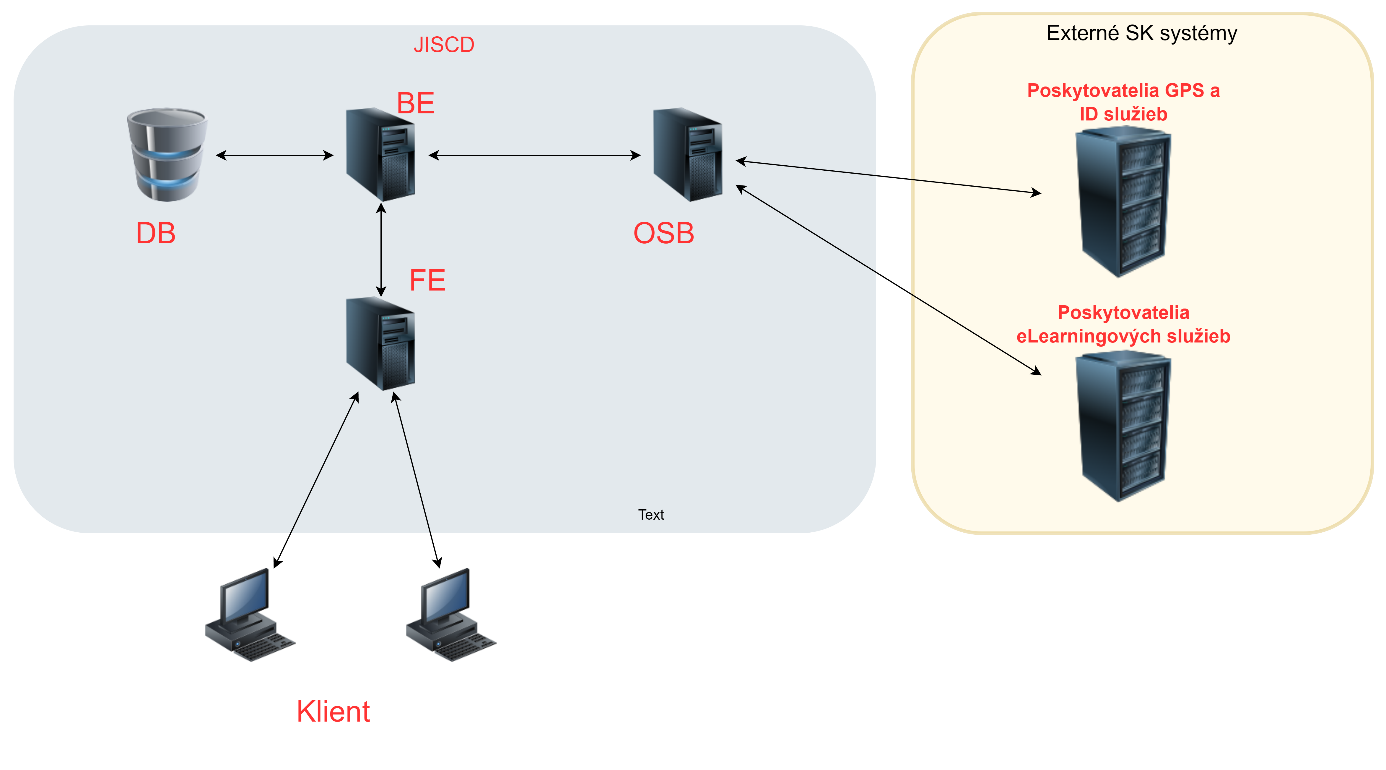 JISCD
BE
DB
OSB
FE
Text
Klient
Externé SK systémy
Poskytovatelia GPS a
ID služieb
Poskytovatelia
eLearningových služieb